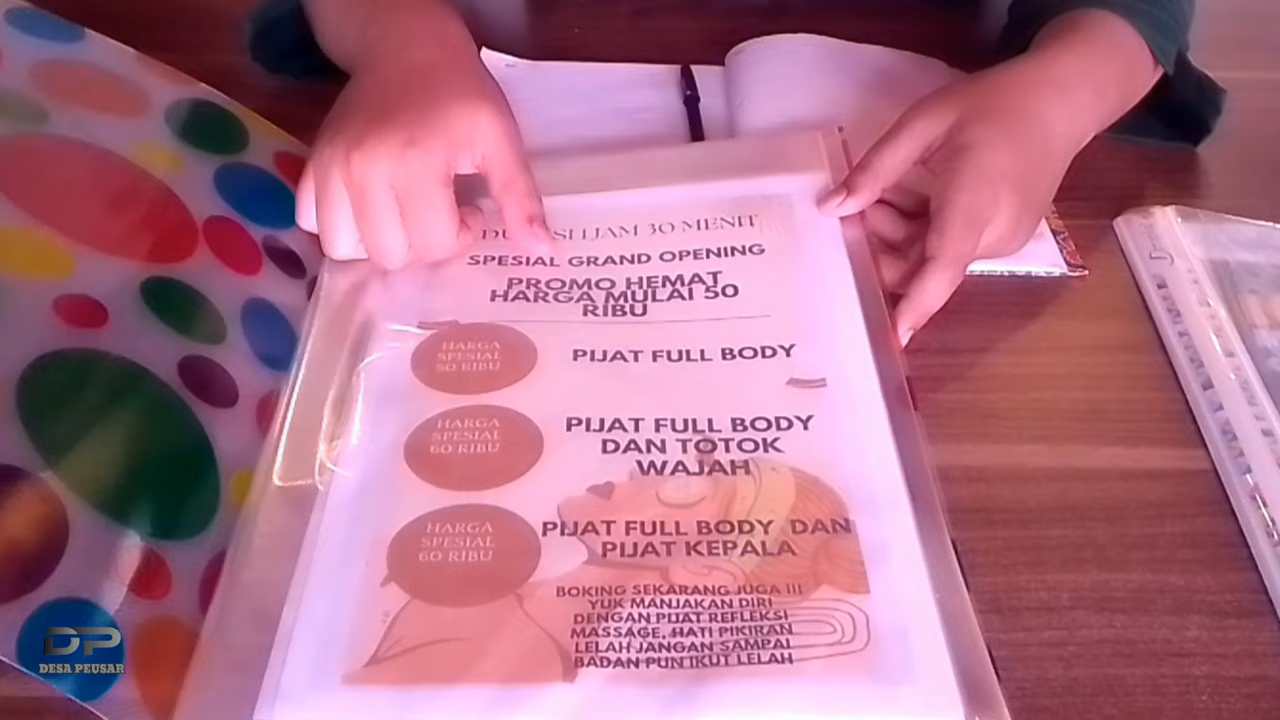 DURASI 1 JAM 30 MENIT
SPESIAL GRAND OPENING
PROMO HEMAT
HARGA MULAI 50
RIBU
HARGA
SPESIAL
50 RIBU
PIJAT FULL BODY
HARGA
SPESIAL
60 RIBU
PIJAT FULL BODY
DAN TOTOK
WAJAH
HARGA
SPESIAL
60 RIBU
PIJAT FULL BODY DAN
PIJAT KEPALA
BOKING SEKARANG JUGA !!!
YUK MANJAKAN DIRI
DENGAN PIJAT REFLEKSI
MASSAGE, HATI PIKIRAN
LELAH JANGAN SAMPAI
BADAN PUN IKUT LELAH
DP
DESA PEUSAR